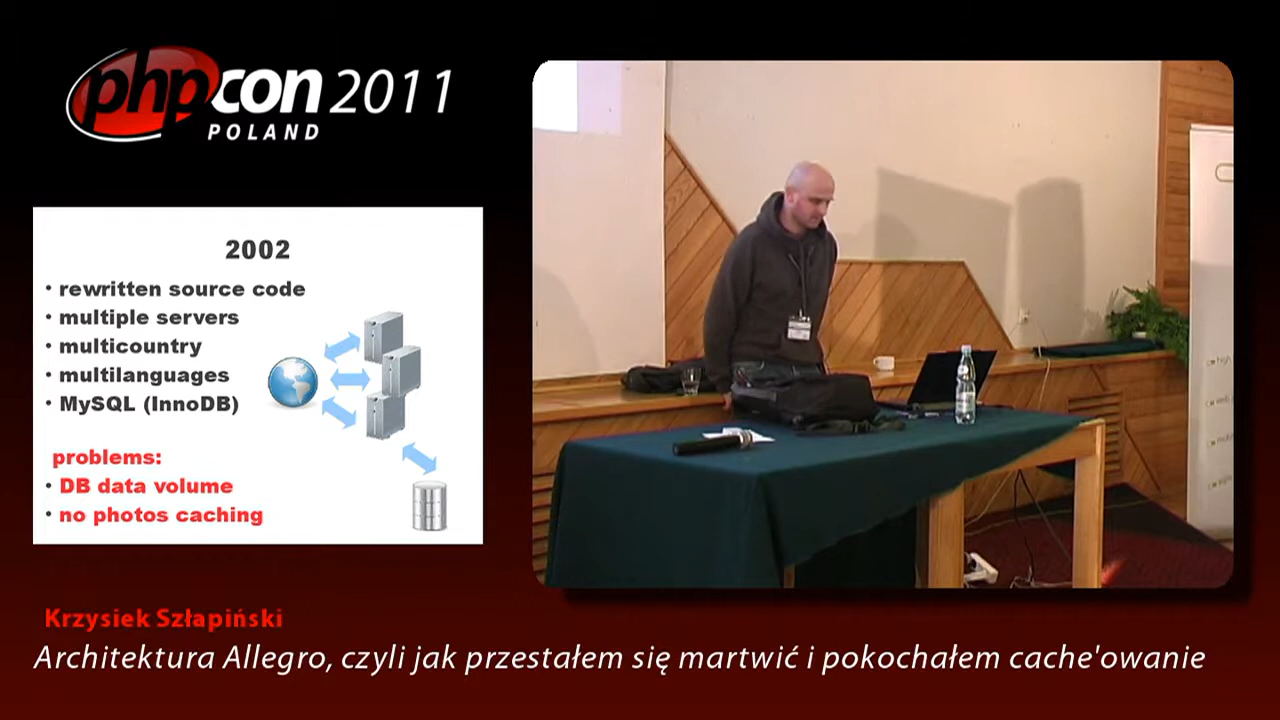 phpcon 2011
POLAND
2002
• rewritten source code
• multiple servers
• multicountry
• multilanguages
• MySQL (InnoDB)
problems:
• DB data volume
• no photos caching
Krzysiek Szłapiński
Architektura Allegro, czyli jak przestałem się martwić i pokochałem cache'owanie